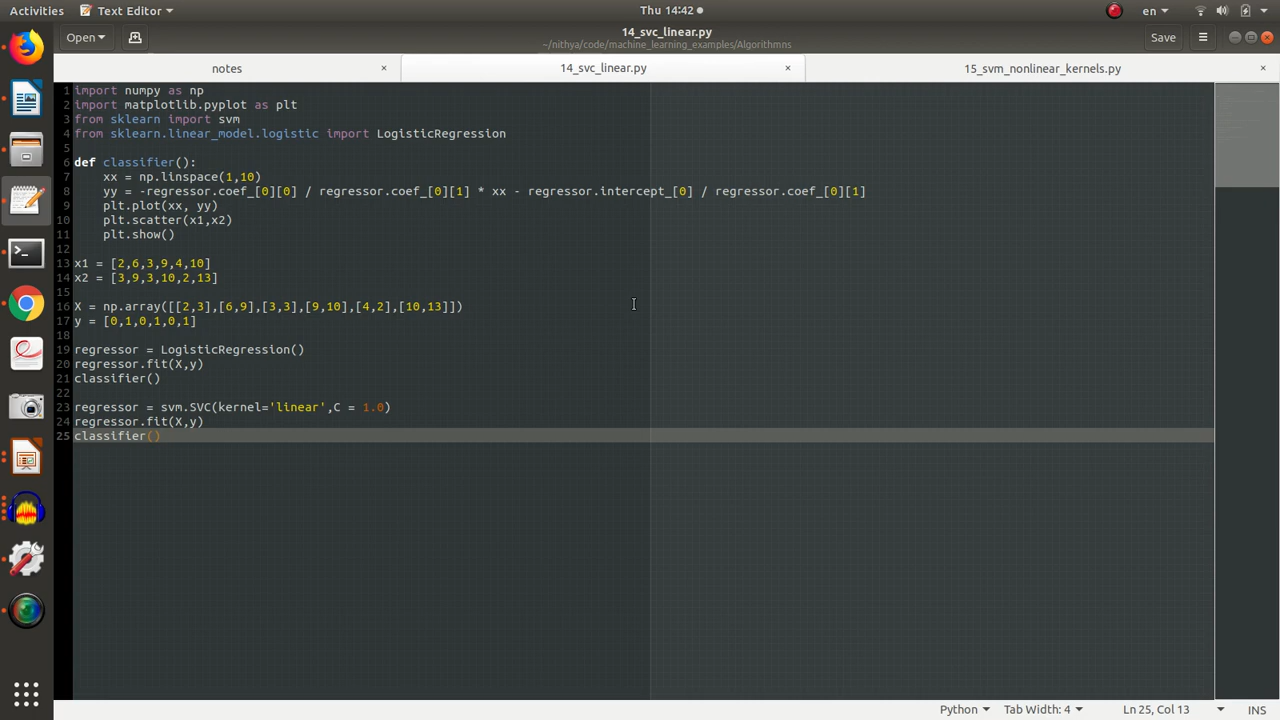 Activities
Text Editor
Thu 14:42
en
Open
14_svc_linear.py
~/nithya/code/machine_learning_examples/Algorithmns
Save
notes
14_svc_linear.py
15_svm_nonlinear_kernels.py
1 import numpy as np
2 import matplotlib.pyplot as plt
3 from sklearn import svm
4 from sklearn.linear_model.logistic import LogisticRegression
5
6 def classifier():
7 xx = np.linspace(1,10)
8 yy = -regressor.coef_[0][0] / regressor.coef_[0][1] * xx - regressor.intercept_[0] / regressor.coef_[0][1]
9 plt.plot(xx, yy)
10 plt.scatter(x1,x2)
11 plt.show()
12
13 x1 = [2,6,3,9,4,10]
14 x2 = [3,9,3,10,2,13]
15
16 X = np.array([[2,3],[6,9],[3,3],[9,10],[4,2],[10,13]])
17 y = [0,1,0,1,0,1]
18
19 regressor = LogisticRegression()
20 regressor.fit(X,y)
21 classifier()
22
23 regressor = svm.SVC(kernel='linear',C = 1.0)
24 regressor.fit(X,y)
25 classifier()
Python
Tab Width: 4
Ln 25, Col 13
INS